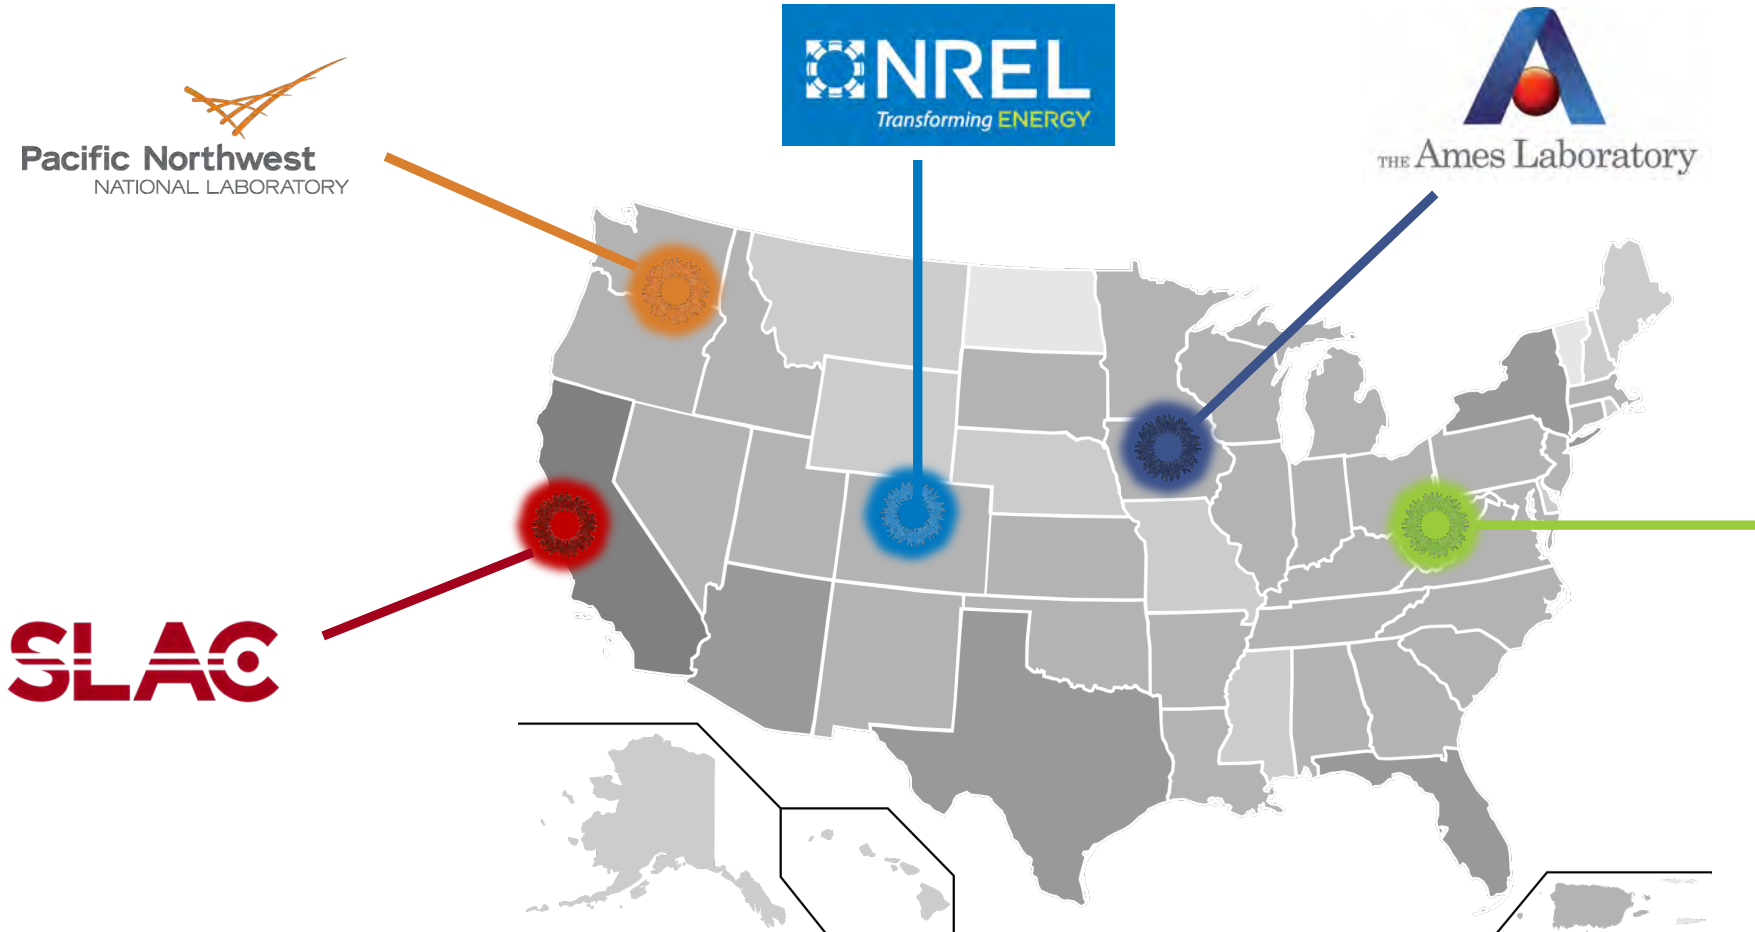 Pacific Northwest
NATIONAL LABORATORY
NREL
Transforming ENERGY
THE Ames Laboratory
SLAC